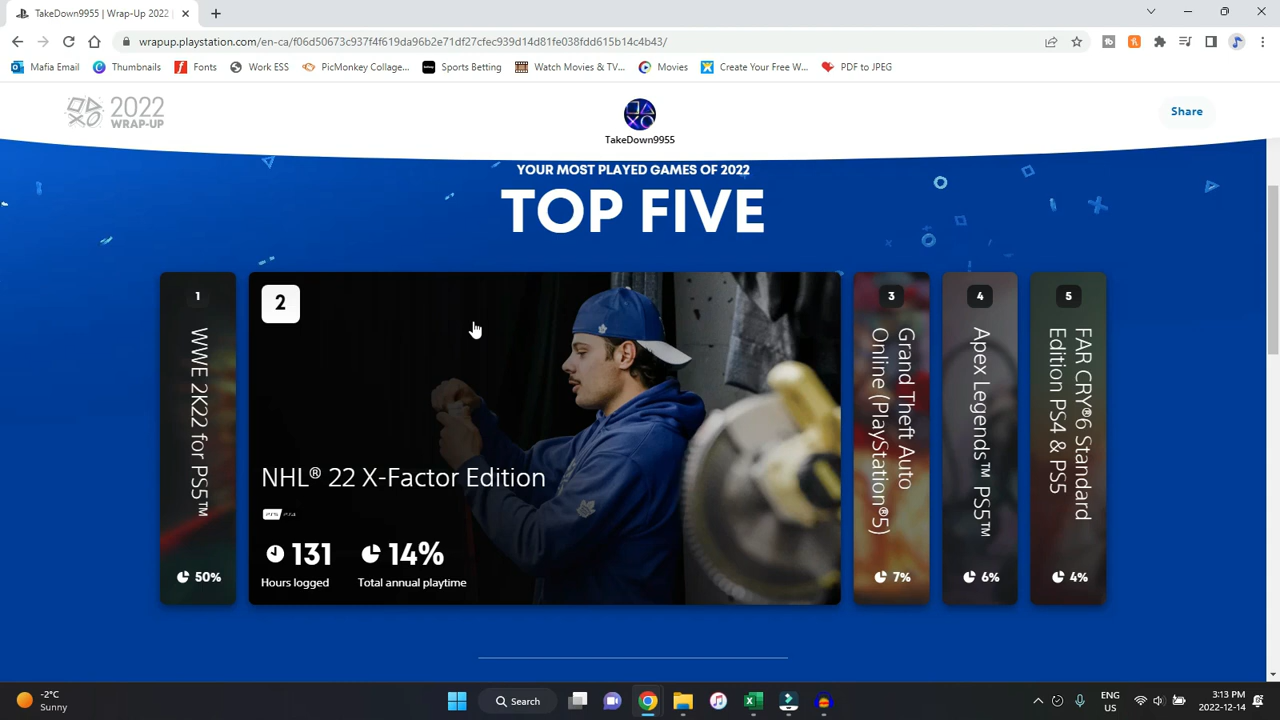 TakeDown9955 | Wrap-Up 2022
wrapup.playstation.com/en-ca/f06d50673c937f4f619da96b2e71df27cfec939d14d81fe038fdd615b14c4b43/
Mafia Email
Thumbnails
Fonts
Work ESS
PicMonkey Collage...
Sports Betting
Watch Movies & TV...
Movies
Create Your Free W...
PDF to JPEG
2022
WRAP-UP
TakeDown9955
Share
YOUR MOST PLAYED GAMES OF 2022
TOP FIVE
1
WWE 2K22 for PS5™
50%
2
NHL® 22 X-Factor Edition
PS5 PS4
131
Hours logged
14%
Total annual playtime
3
Grand Theft Auto
Online (PlayStation®5)
7%
4
Apex Legends™ PS5™
6%
5
FAR CRY®6 Standard
Edition PS4 & PS5
4%
-2°C
Sunny
Search
ENG
US
3:13 PM
2022-12-14